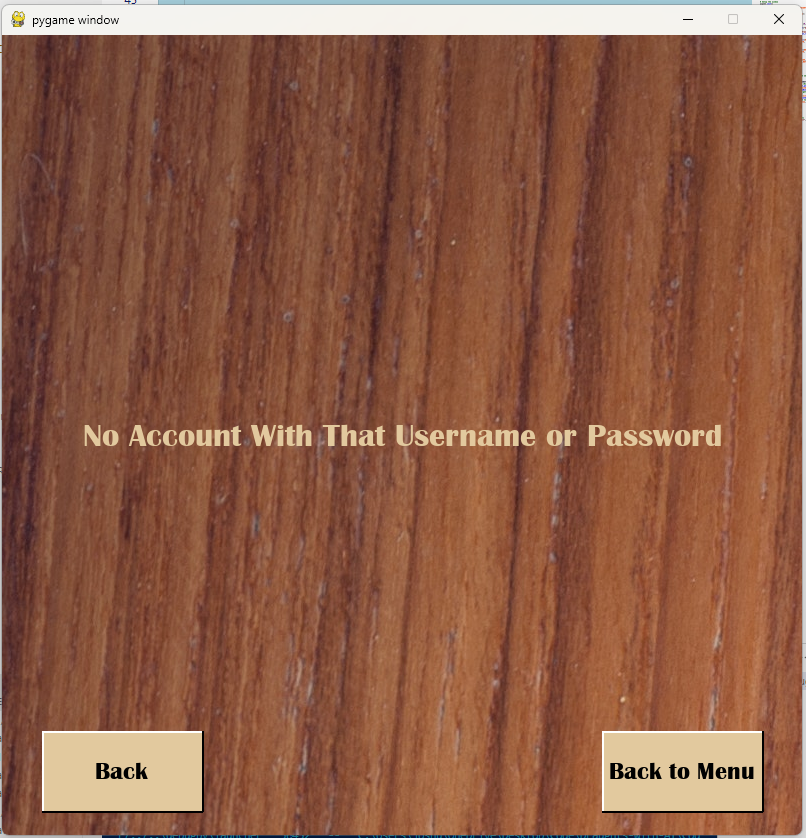 pygame window
No Account With That Username or Password
Back
Back to Menu